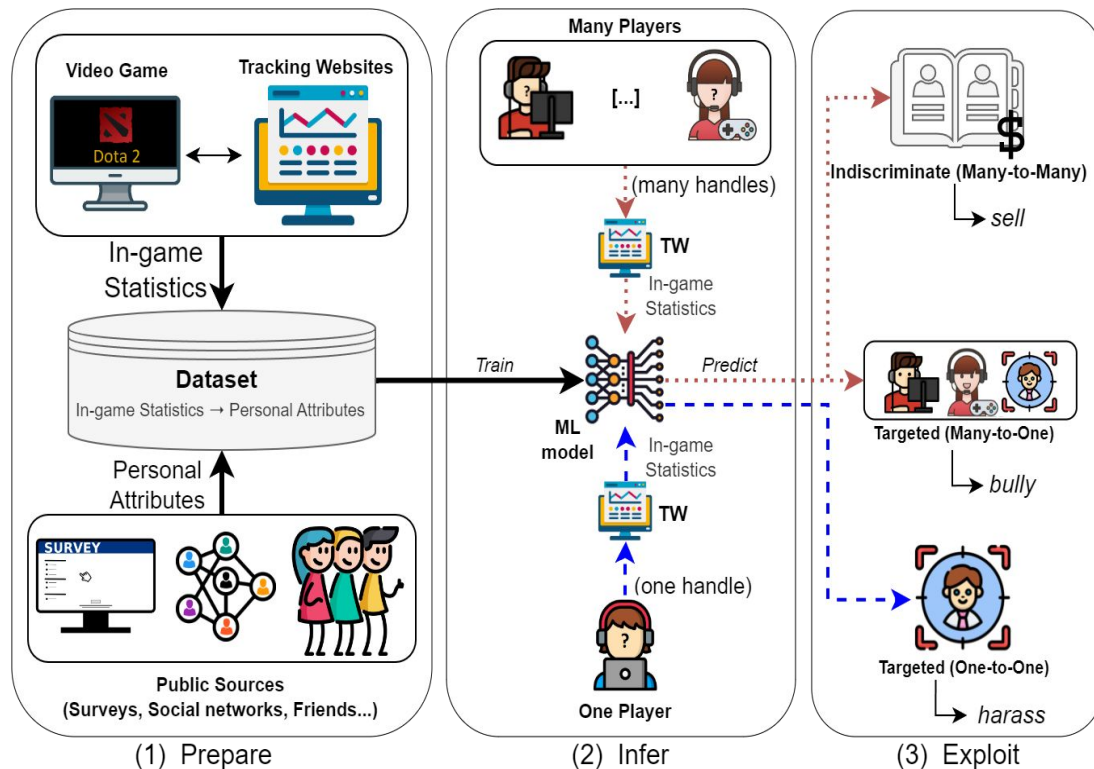 Video Game
Tracking Websites
Dota 2
In-game
Statistics
Dataset
In-game Statistics → Personal Attributes
Personal
Attributes
SURVEY
Public Sources
(Surveys, Social networks, Friends...)
(1) Prepare
Many Players
?
[...]
?
(many handles)
TW
In-game
Statistics
Train
Predict
ML
model
In-game
Statistics
TW
(one handle)
?
One Player
(2) Infer
$
Indiscriminate (Many-to-Many)
sell
Targeted (Many-to-One)
bully
Targeted (One-to-One)
harass
(3) Exploit